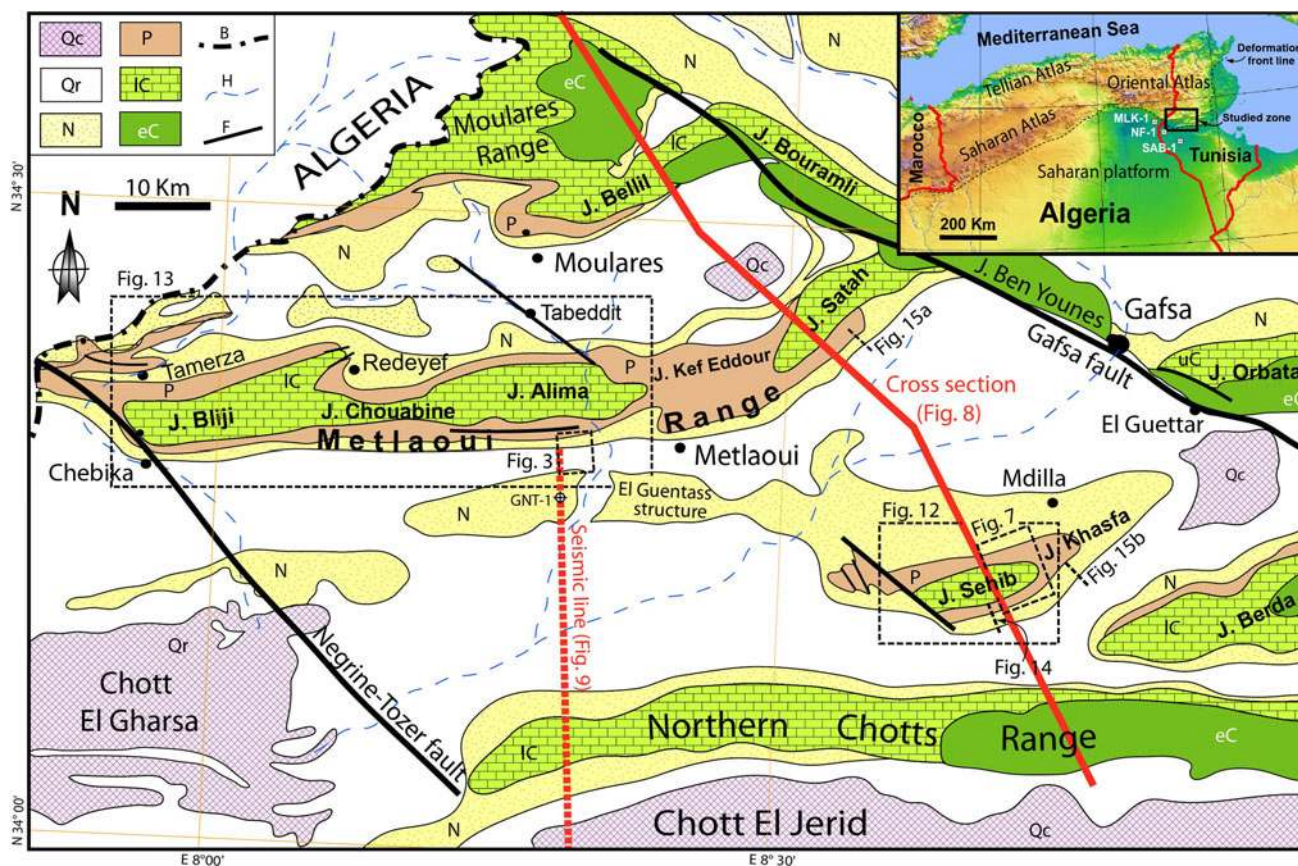 Qc
P
B
Qr
lC
H
N
eC
F
10 Km
N
ALGERIA
Moulares
Range
eC
N
N
lC
J. Bouramli
J. Bellil
P
N
Moulares
Qc
Mediterranean Sea
Deformation
front line
Tellian Atlas
Oriental Atlas
MLK-1
Studied zone
NF-1
SAB-1
Marocco
Saharan Atlas
Tunisia
Saharan platform
Algeria
200 Km
Fig. 13
N
Tabeddit
J. Satah
J. Ben Younes
Gafsa
Fig. 15a
Gafsa fault
N
Tamerza
P
lC
Redeyef
P
J. Kef Eddour
uC
J. Orbata
eC
J. Bliji
J. Chouabine
J. Alima
Range
Cross section
(Fig. 8)
El Guettar
Metlaoui
Chebika
Fig. 3
Metlaoui
Qc
GNT-1
N
El Guentass
structure
Mdilla
Fig. 12
Fig. 7
J. Khasfa
Fig. 15b
P
J. Sehib
N
N
lC
J. Berda
Seismic line (Fig. 9)
Fig. 14
Qr
Chott
El Gharsa
Negrine-Tozer fault
lC
Northern Chotts Range
eC
N
Chott El Jerid
Qc
N 34° 30'
N 34° 00'
E 8°00'
E 8° 30'